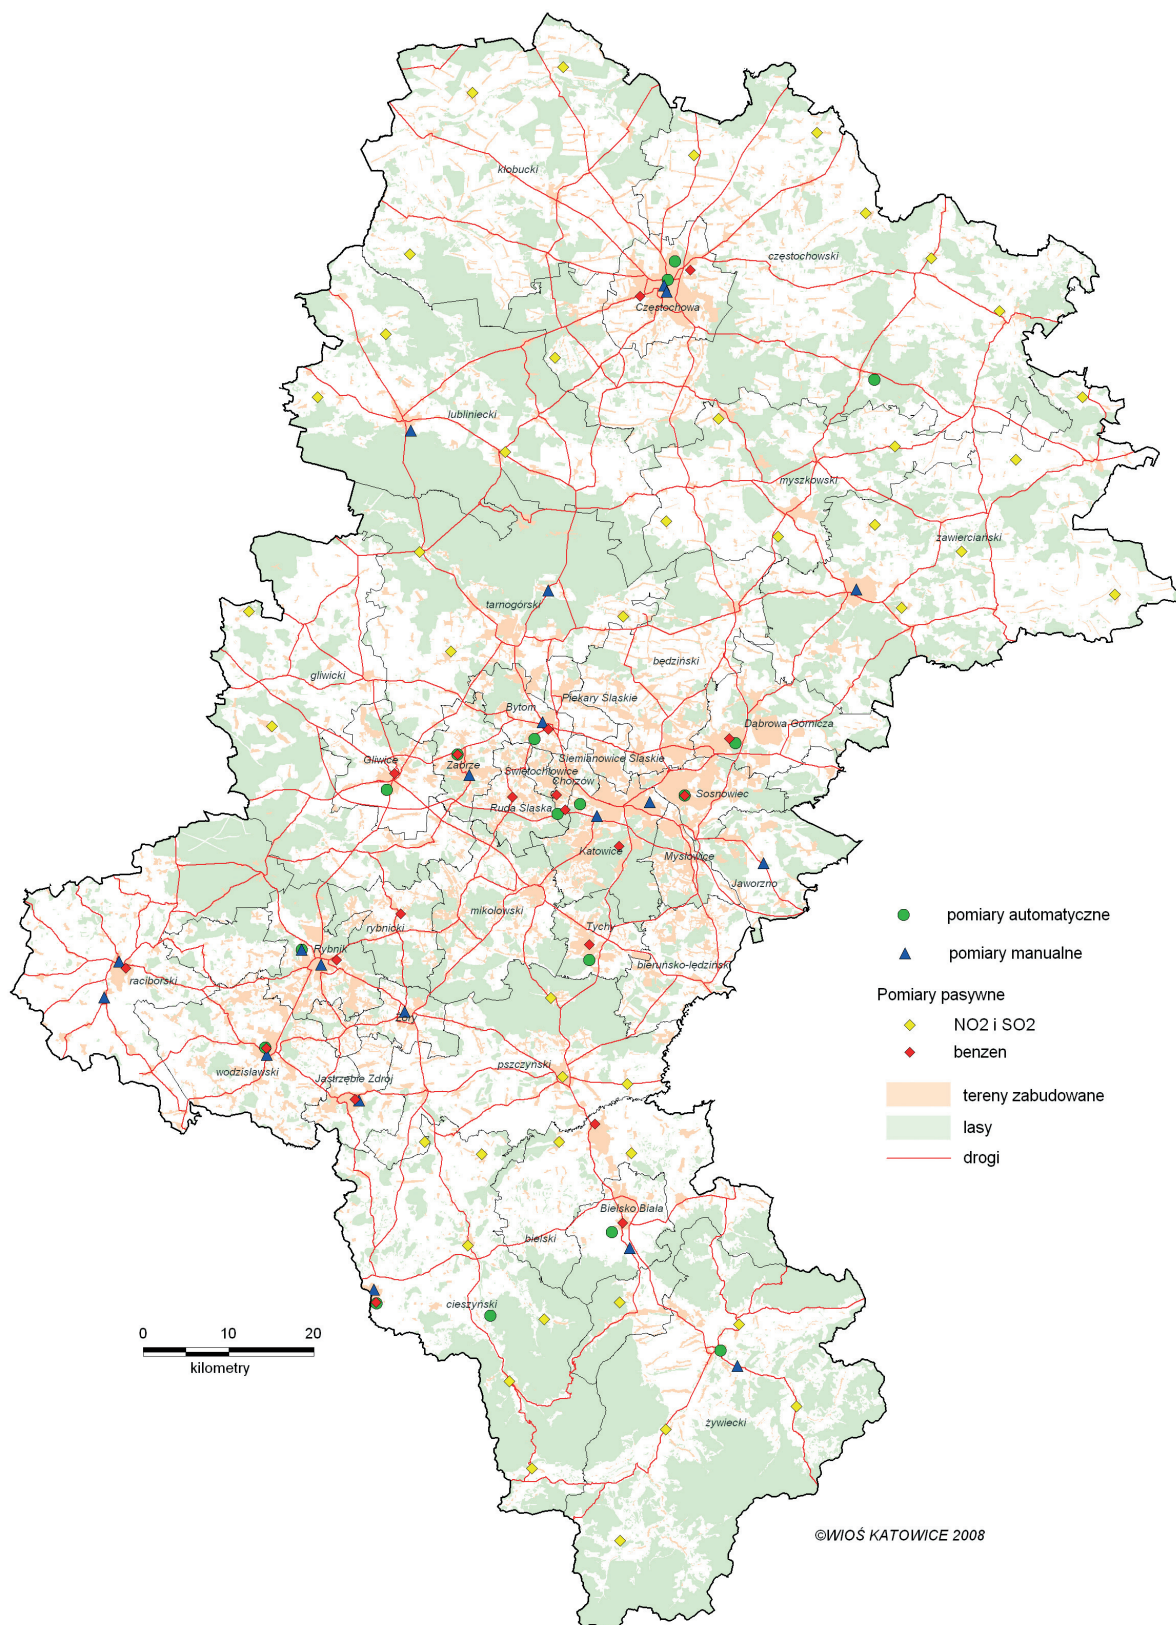 kłobucki
częstochowski
Częstochowa
lubliniecki
myszkowski
zawierciański
tarnogórski
będziński
gliwicki
Piekary Śląskie
Bytom
Dąbrowa Górnicza
Siemianowice Śląskie
Gliwice
Zabrze
Świętochłowice
Chorzów
Sosnowiec
Ruda Śląska
Katowice
Mysłowice
Jaworzno
mikołowski
rybnicki
Tychy
Rybnik
bieruńsko-lędziński
raciborski
Żory
pszczyński
wodzisławski
Jastrzębie Zdrój
Bielsko Biała
bielski
cieszyński
żywiecki
pomiary automatyczne
pomiary manualne
Pomiary pasywne
NO2 i SO2
benzen
tereny zabudowane
lasy
drogi
0 10 20
kilometry
©WIOŚ KATOWICE 2008